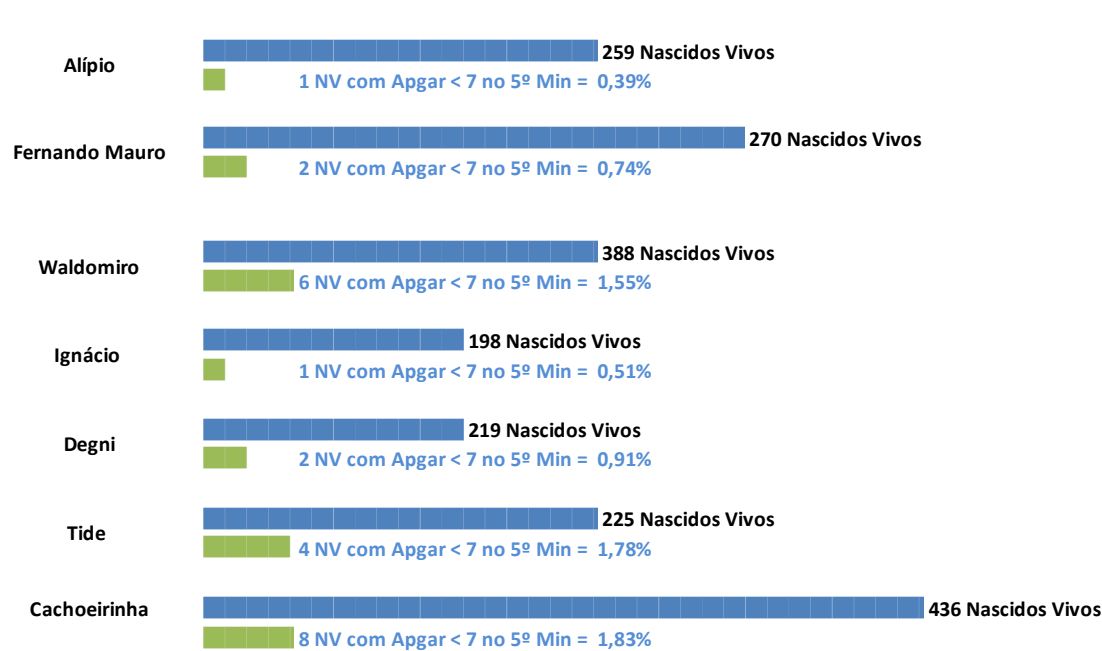 Alípio
259 Nascidos Vivos
1 NV com Apgar < 7 no 5º Min = 0,39%
Fernando Mauro
270 Nascidos Vivos
2 NV com Apgar < 7 no 5º Min = 0,74%
Waldomiro
388 Nascidos Vivos
6 NV com Apgar < 7 no 5º Min = 1,55%
Ignácio
198 Nascidos Vivos
1 NV com Apgar < 7 no 5º Min = 0,51%
Degni
219 Nascidos Vivos
2 NV com Apgar < 7 no 5º Min = 0,91%
Tide
225 Nascidos Vivos
4 NV com Apgar < 7 no 5º Min = 1,78%
Cachoeirinha
436 Nascidos Vivos
8 NV com Apgar < 7 no 5º Min = 1,83%